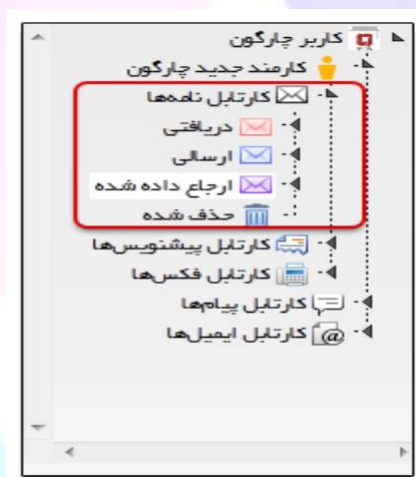 کاربر چارگون
کارمند جدید چارگون
کارتابل نامه‌ها
دریافتی
ارسالی
ارجاع داده شده
حذف شده
کارتابل پیشنویس‌ها
کارتابل فکس‌ها
کارتابل پیام‌ها
کارتابل ایمیل‌ها